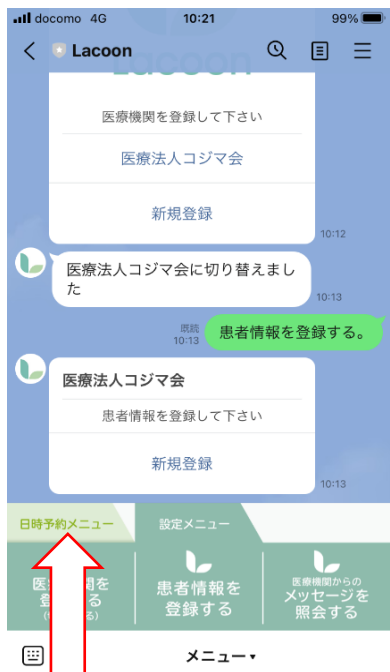 docomo 4G 10:21 99%
Lacoon
Lacoon
医療機関を登録して下さい
医療法人コジマ会
新規登録
10:12
医療法人コジマ会に切り替えまし
た
10:13
既読
10:13
患者情報を登録する。
医療法人コジマ会
患者情報を登録して下さい
新規登録
10:13
日時予約メニュー 設定メニュー
患者情報を
登録する
医療機関からの
メッセージを
照会する
メニュー▾